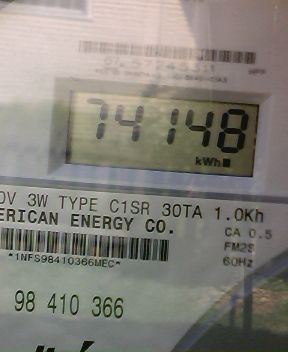 74148
kWh
0V 3W TYPE C1SR 30TA 1.0Kh
ERICAN ENERGY CO.
CA 0.5
FM2S
60Hz
*1NFS98410366MEC*
98 410 366